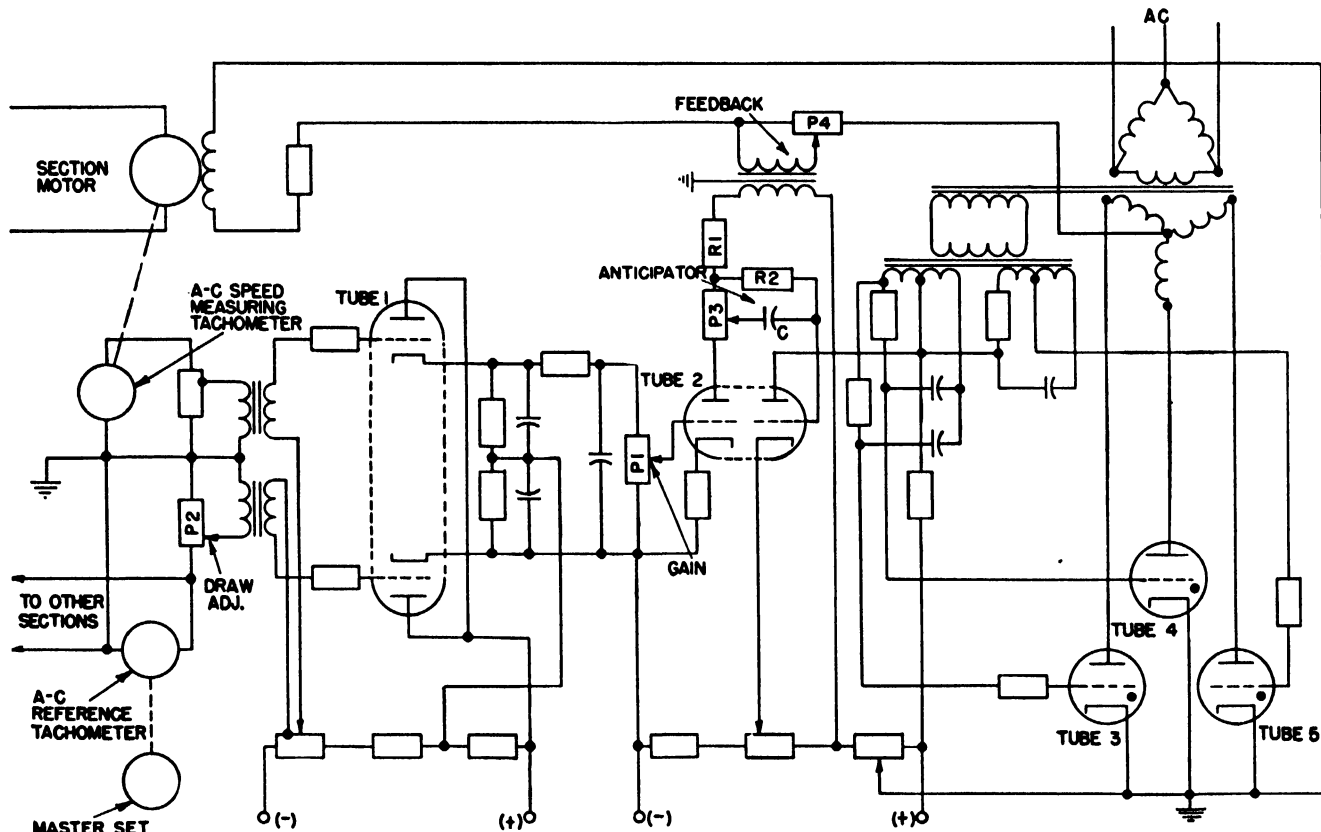 AC
FEEDBACK
P4
SECTION
MOTOR
R1
ANTICIPATOR
R2
A-C SPEED
MEASURING
TACHOMETER
TUBE 1
P3
C
TUBE 2
P1
P2
GAIN
DRAW
ADJ.
TO OTHER
SECTIONS
TUBE 4
A-C
REFERENCE
TACHOMETER
TUBE 3
TUBE 5
MASTER SET
(-)
(+)
(-)
(+)